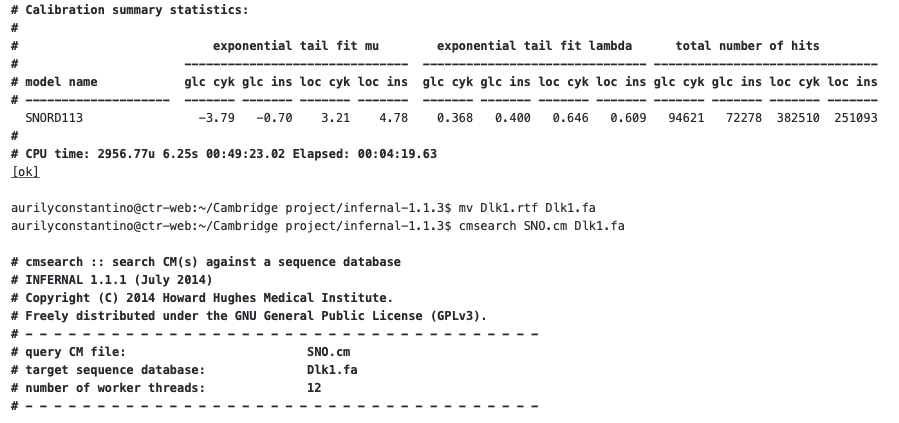 # Calibration summary statistics:
#
#                           exponential tail fit mu        exponential tail fit lambda      total number of hits
#                       -------------------------------  ------------------------------- -------------------------------
# model name            glc cyk glc ins loc cyk loc ins  glc cyk glc ins loc cyk loc ins glc cyk glc ins loc cyk loc ins
# --------------------  ------- ------- ------- -------  ------- ------- ------- ------- ------- ------- ------- -------
  SNORD113                -3.79   -0.70    3.21    4.78    0.368   0.400   0.646   0.609   94621   72278  382510  251093
#
# CPU time: 2956.77u 6.25s 00:49:23.02 Elapsed: 00:04:19.63
[ok]
aurilyconstantino@ctr-web:~/Cambridge project/infernal-1.1.3$ mv Dlk1.rtf Dlk1.fa
aurilyconstantino@ctr-web:~/Cambridge project/infernal-1.1.3$ cmsearch SNO.cm Dlk1.fa
# cmsearch :: search CM(s) against a sequence database
# INFERNAL 1.1.1 (July 2014)
# Copyright (C) 2014 Howard Hughes Medical Institute.
# Freely distributed under the GNU General Public License (GPLv3).
# - - - - - - - - - - - - - - - - - - - - - - - - - - - - - - - - - - - -
# query CM file:                         SNO.cm
# target sequence database:              Dlk1.fa
# number of worker threads:              12
# - - - - - - - - - - - - - - - - - - - - - - - - - - - - - - - - - - - -